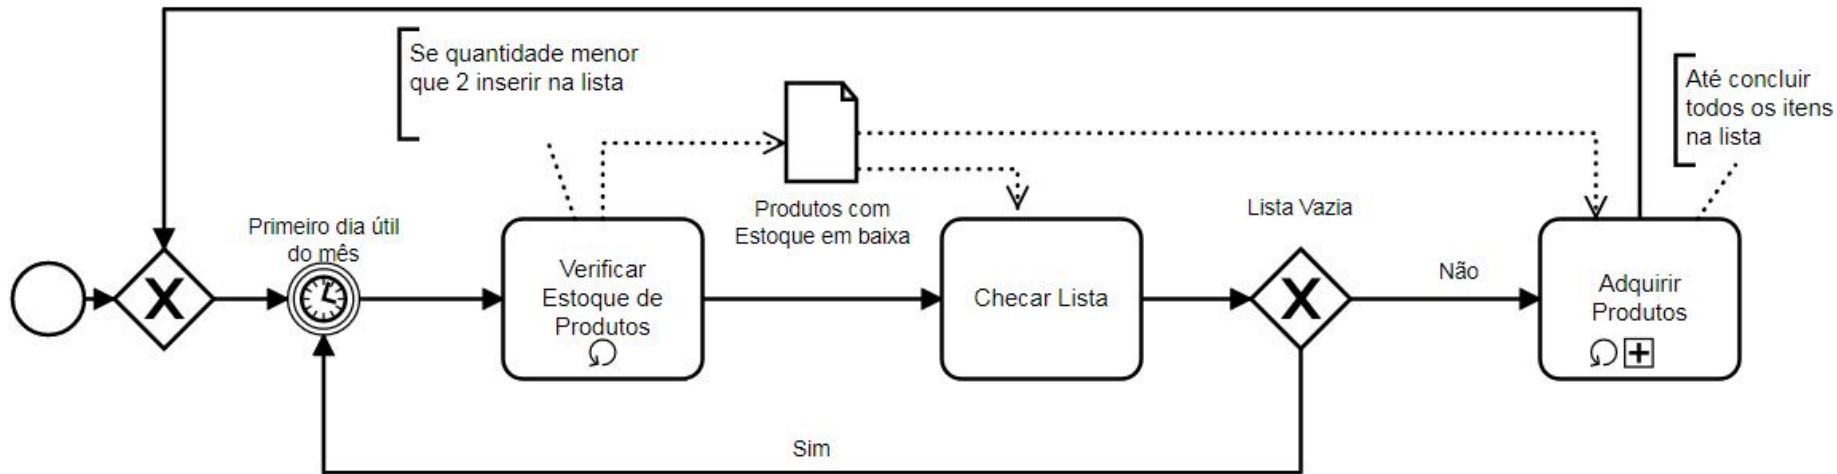 Se quantidade menor
que 2 inserir na lista
Até concluir
todos os itens
na lista
Primeiro dia útil
do mês
Produtos com
Estoque em baixa
Lista Vazia
Verificar
Estoque de
Produtos
Checar Lista
Não
Adquirir
Produtos
Sim